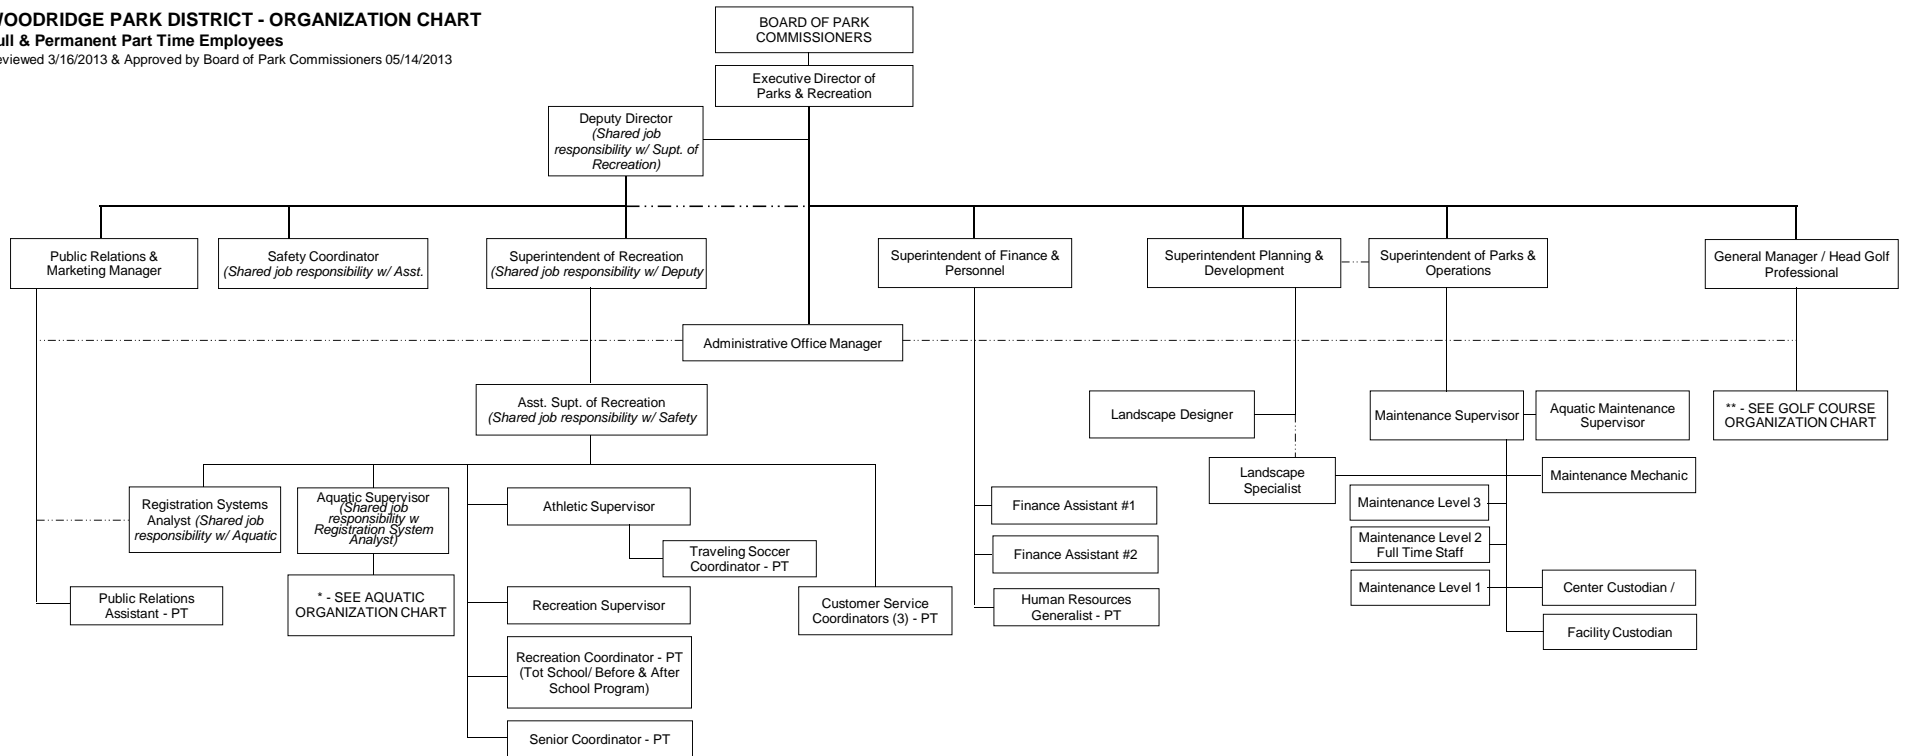 WOODRIDGE PARK DISTRICT - ORGANIZATION CHART
ull & Permanent Part Time Employees
eviewed 3/16/2013 & Approved by Board of Park Commissioners 05/14/2013
BOARD OF PARK
COMMISSIONERS
Executive Director of
Parks & Recreation
Deputy Director
(Shared job
responsibility w/ Supt. of
Recreation)
Public Relations &
Marketing Manager
Safety Coordinator
(Shared job responsibility w/ Asst.
Superintendent of Recreation
(Shared job responsibility w/ Deputy
Superintendent of Finance &
Personnel
Superintendent Planning &
Development
Superintendent of Parks &
Operations
General Manager / Head Golf
Professional
Administrative Office Manager
Asst. Supt. of Recreation
(Shared job responsibility w/ Safety
Landscape Designer
Maintenance Supervisor
Aquatic Maintenance
Supervisor
** - SEE GOLF COURSE
ORGANIZATION CHART
Landscape
Specialist
Maintenance Mechanic
Registration Systems
Analyst (Shared job
responsibility w/ Aquatic
Aquatic Supervisor
(Shared job
responsibility w
Registration System
Analyst)
Athletic Supervisor
Finance Assistant #1
Maintenance Level 3
Traveling Soccer
Coordinator - PT
Finance Assistant #2
Maintenance Level 2
Full Time Staff
Public Relations
Assistant - PT
* - SEE AQUATIC
ORGANIZATION CHART
Recreation Supervisor
Customer Service
Coordinators (3) - PT
Human Resources
Generalist - PT
Maintenance Level 1
Center Custodian /
Facility Custodian
Recreation Coordinator - PT
(Tot School/ Before & After
School Program)
Senior Coordinator - PT